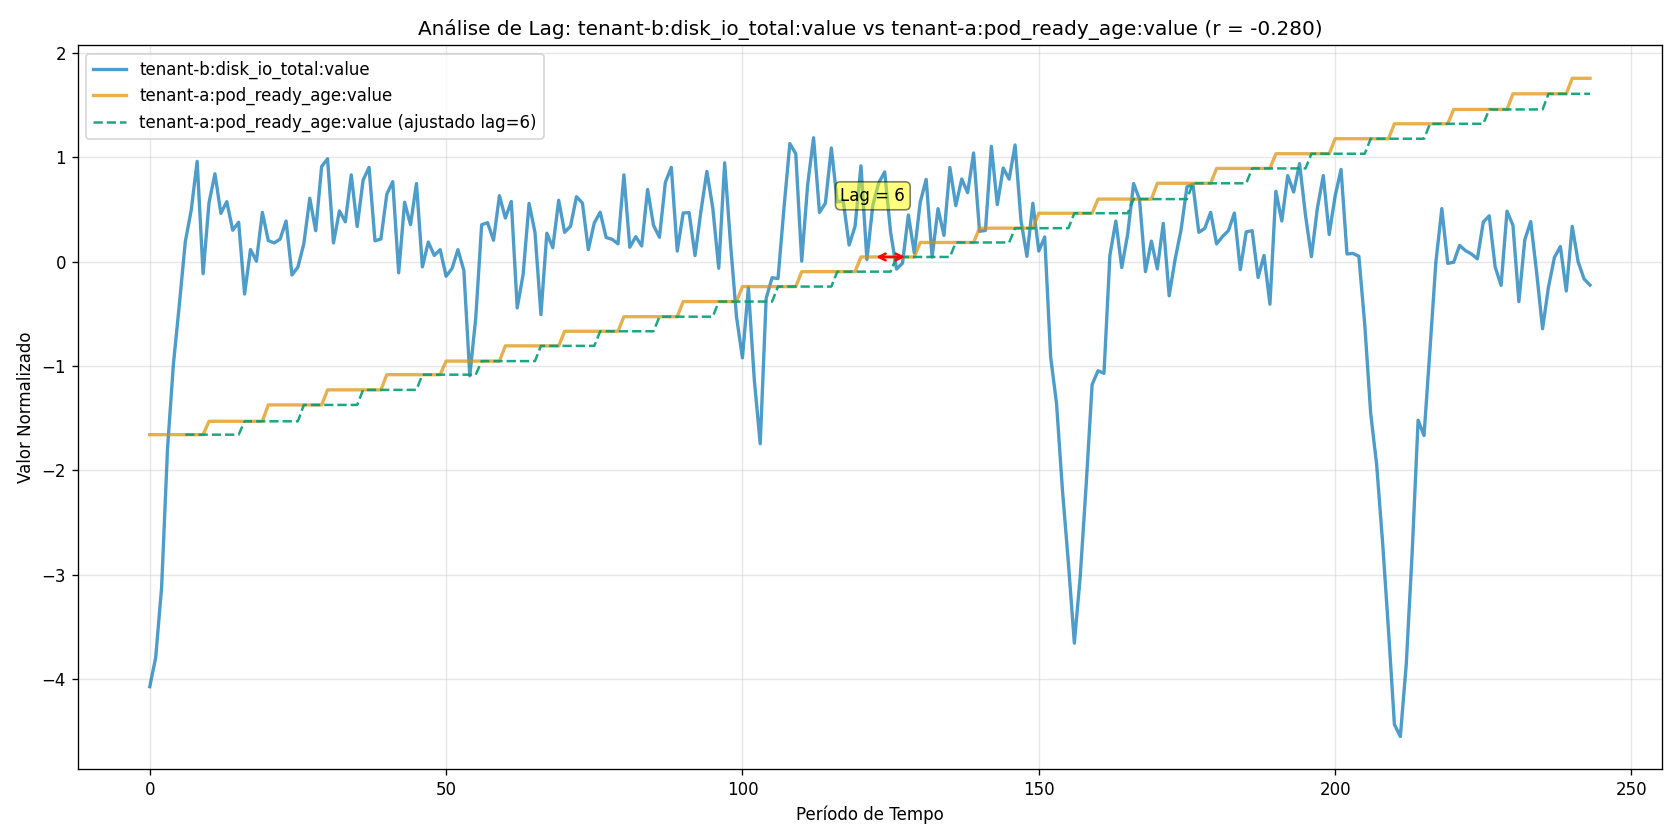 Análise de Lag: tenant-b:disk_io_total:value vs tenant-a:pod_ready_age:value (r = -0.280)
tenant-b:disk_io_total:value
tenant-a:pod_ready_age:value
tenant-a:pod_ready_age:value (ajustado lag=6)
Lag = 6
Valor Normalizado
2
1
0
−1
−2
−3
−4
0
50
100
150
200
250
Período de Tempo